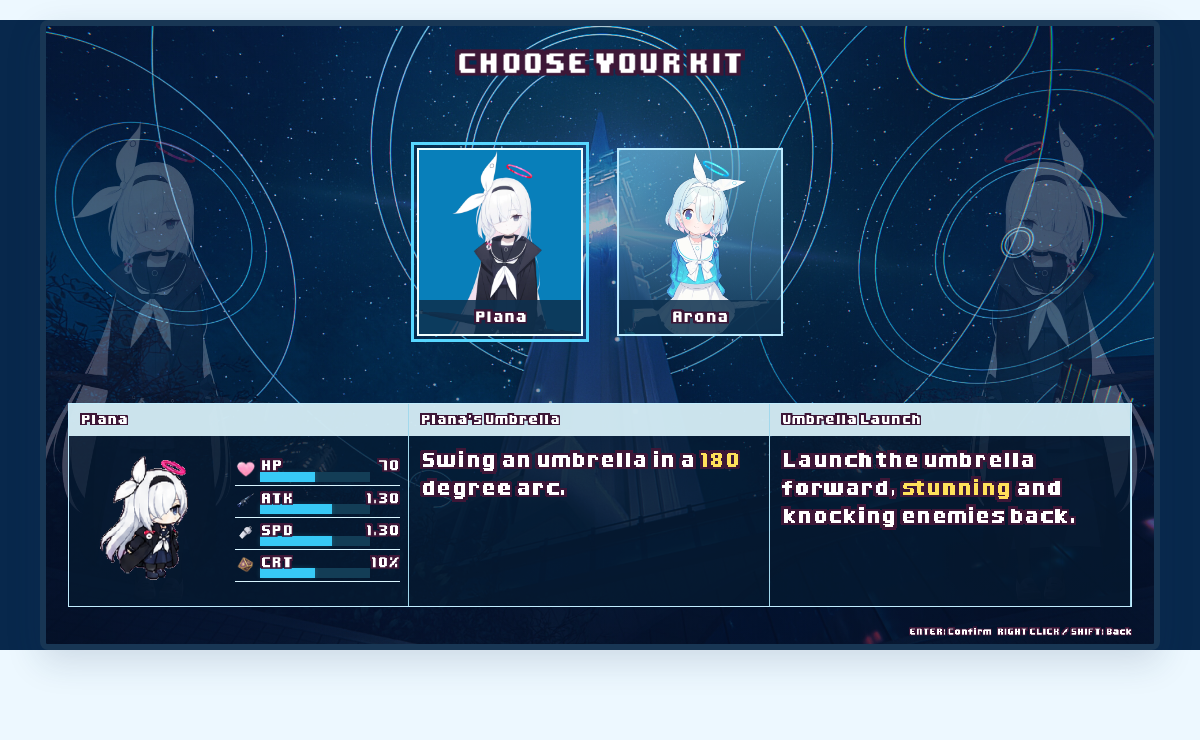 CHOOSE YOUR KIT
Plana
Arona
Plana
Plana's Umbrella
Umbrella Launch
HP 70
ATK 1.30
SPD 1.30
CRT 10%
Swing an umbrella in a 180
degree arc.
Launch the umbrella
forward, stunning and
knocking enemies back.
ENTER: Confirm RIGHT CLICK / SHIFT: Back